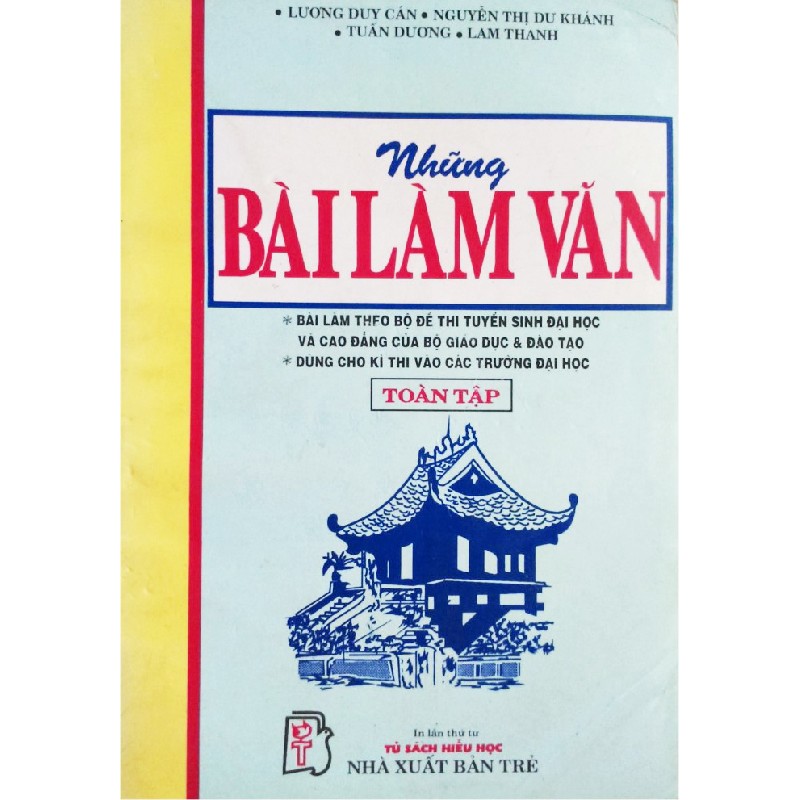 • LƯƠNG DUY CÁN • NGUYỄN THỊ DƯ KHÁNH
• TUẤN DƯƠNG • LAM THANH
Những
BÀI LÀM VĂN
* BÀI LÀM THEO BỘ ĐỀ THI TUYỂN SINH ĐẠI HỌC
VÀ CAO ĐẲNG CỦA BỘ GIÁO DỤC & ĐÀO TẠO
* DÙNG CHO KÌ THI VÀO CÁC TRƯỜNG ĐẠI HỌC
TOÀN TẬP
In lần thứ tư
TỦ SÁCH HIẾU HỌC
NHÀ XUẤT BẢN TRẺ